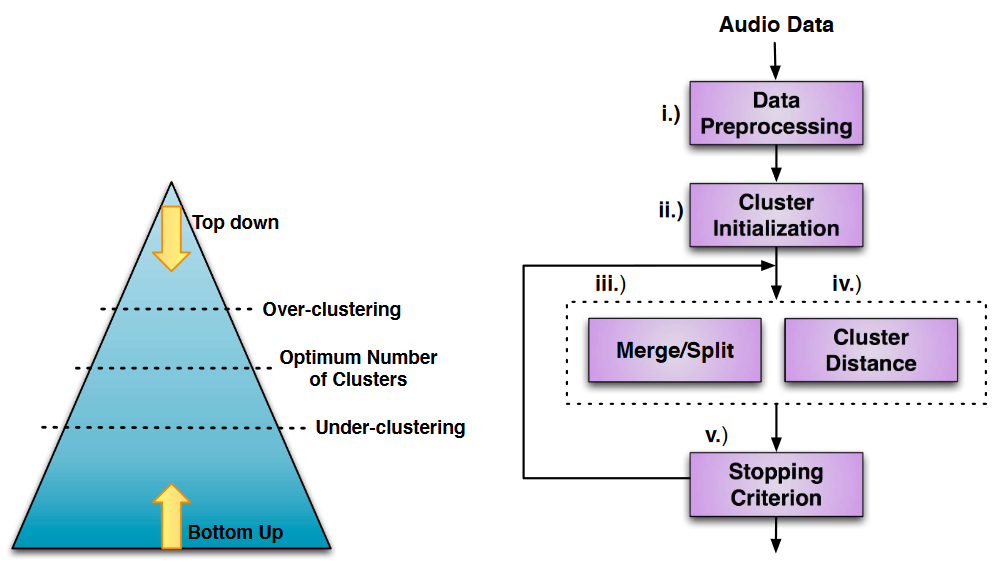 Top down
Over-clustering
Optimum Number
of Clusters
Under-clustering
Bottom Up
Audio Data
i.)
Data
Preprocessing
ii.)
Cluster
Initialization
iii.)
iv.)
Merge/Split
Cluster
Distance
v.)
Stopping
Criterion